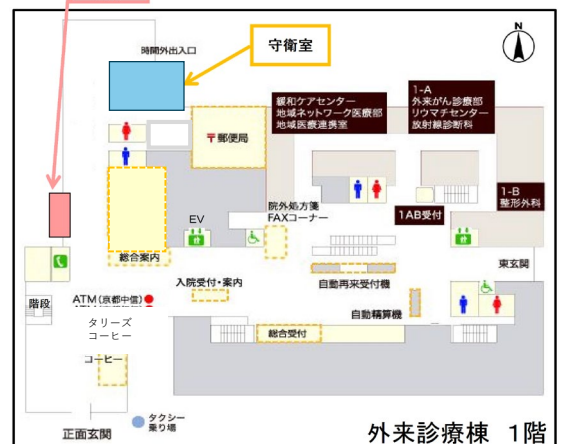 時間外出入口
守衛室
N
緩和ケアセンター
地域ネットワーク医療部
地域医療連携室
1-A
外来がん診療部
リウマチセンター
放射線診断科
〒郵便局
1-B
整形外科
院外処方箋
FAXコーナー
1AB受付
EV
総合案内
東玄関
入院受付・案内
自動再来受付機
階段
ATM(京都中信)
自動精算機
タリーズ
コーヒー
総合受付
コーヒー
タクシー
乗り場
正面玄関
外来診療棟 1階